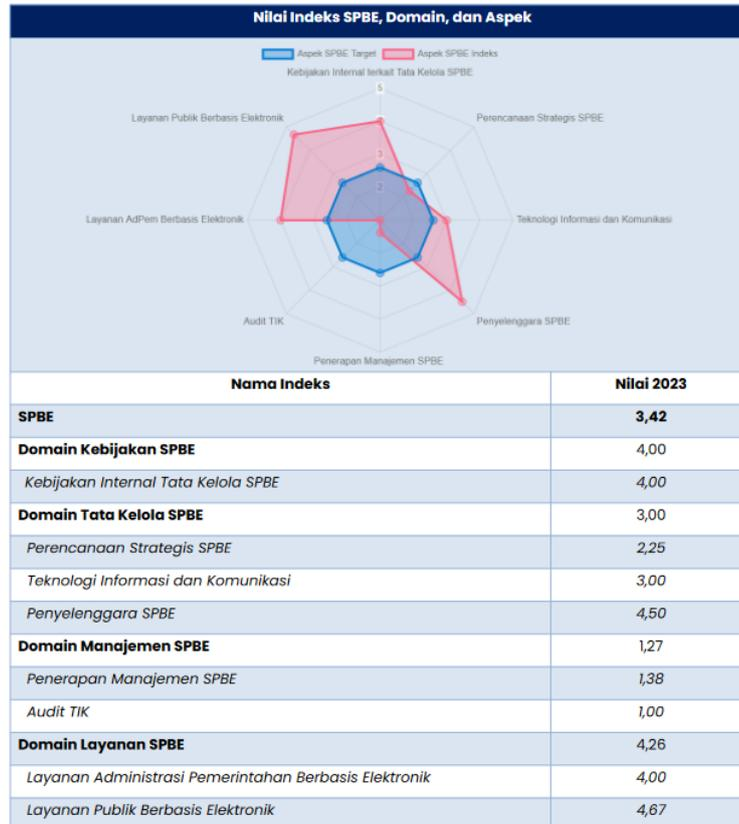 Nilai Indeks SPBE, Domain, dan Aspek
Aspek SPBE Target Aspek SPBE Indeks
Kebijakan Internal terkait Tata Kelola SPBE
5
Layanan Publik Berbasis Elektronik
Perencanaan Strategis SPBE
3
2
Layanan AdPem Berbasis Elektronik
Teknologi Informasi dan Komunikasi
Audit TIK
Penyelenggara SPBE
Penerapan Manajemen SPBE
Nama Indeks Nilai 2023
SPBE 3,42
Domain Kebijakan SPBE 4,00
Kebijakan Internal Tata Kelola SPBE 4,00
Domain Tata Kelola SPBE 3,00
Perencanaan Strategis SPBE 2,25
Teknologi Informasi dan Komunikasi 3,00
Penyelenggara SPBE 4,50
Domain Manajemen SPBE 1,27
Penerapan Manajemen SPBE 1,38
Audit TIK 1,00
Domain Layanan SPBE 4,26
Layanan Administrasi Pemerintahan Berbasis Elektronik 4,00
Layanan Publik Berbasis Elektronik 4,67